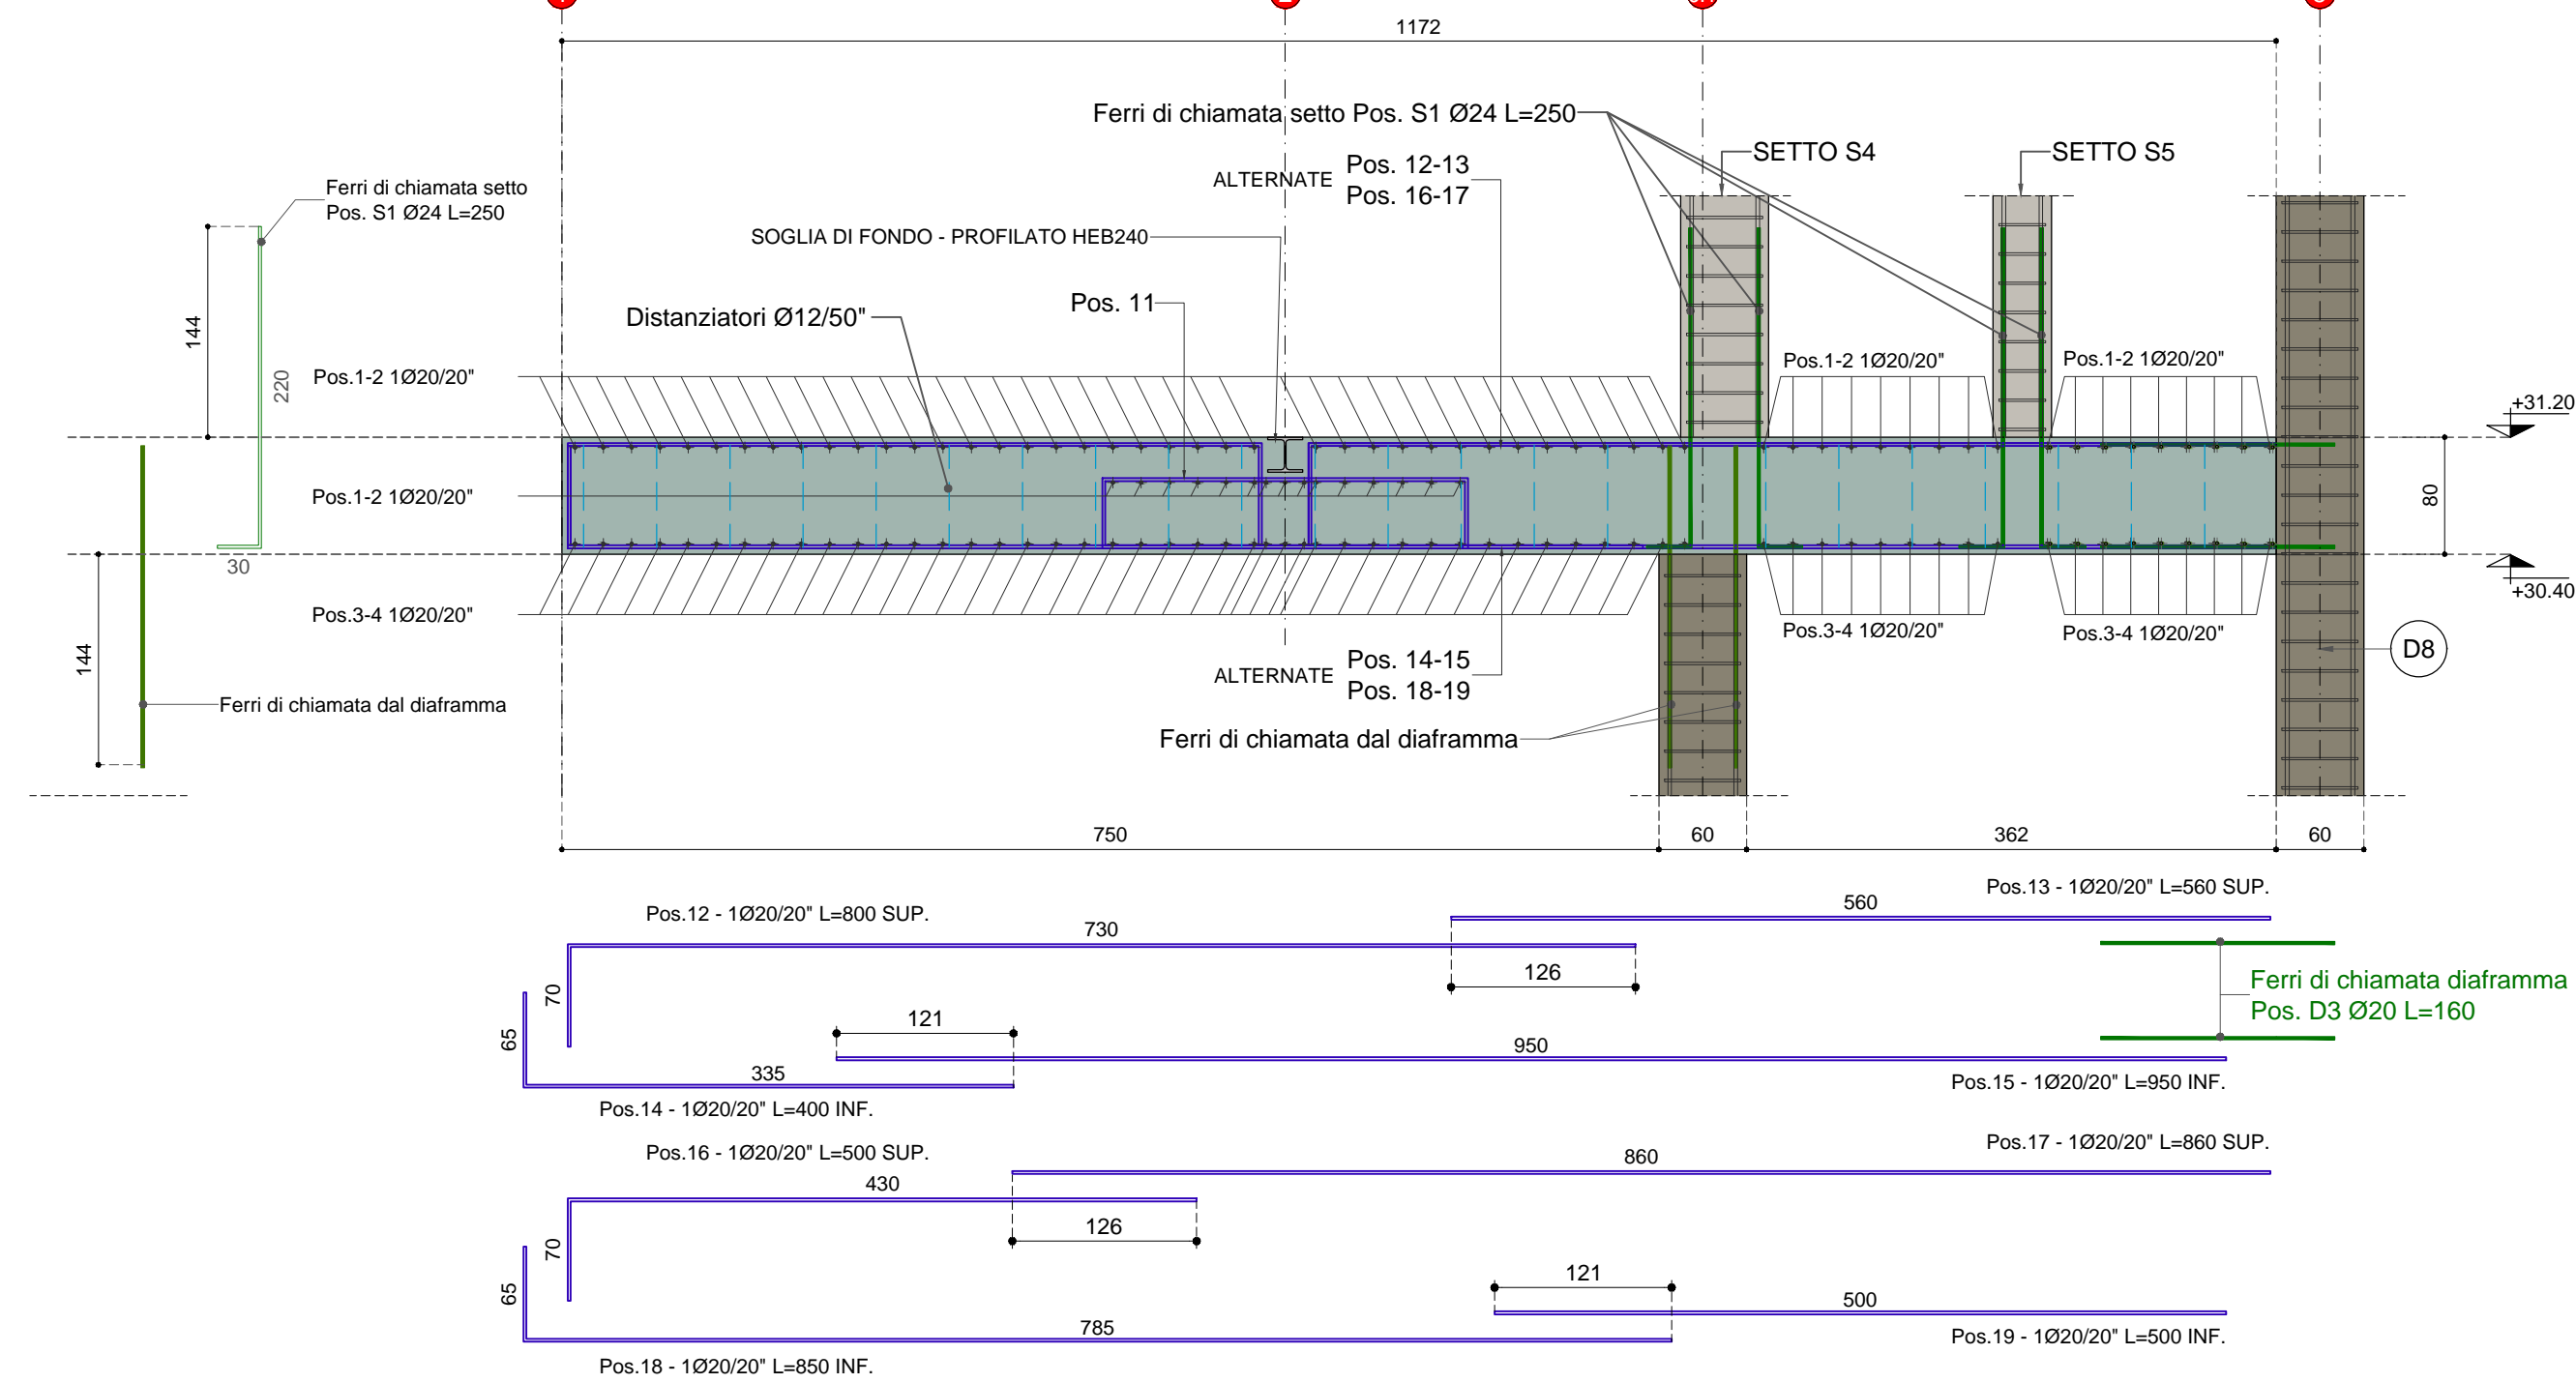 1172
Ferri di chiamata setto Pos. S1 Ø24 L=250
SETTO S4
SETTO S5
ALTERNATE
Pos. 12-13
Pos. 16-17
Ferri di chiamata setto
Pos. S1 Ø24 L=250
SOGLIA DI FONDO - PROFILATO HEB240
Pos. 11
Distanziatori Ø12/50"
144
220
Pos.1-2 1Ø20/20"
Pos.1-2 1Ø20/20"
Pos.1-2 1Ø20/20"
+31.20
Pos.1-2 1Ø20/20"
80
30
+30.40
Pos.3-4 1Ø20/20"
Pos.3-4 1Ø20/20"
Pos.3-4 1Ø20/20"
D8
144
ALTERNATE
Pos. 14-15
Pos. 18-19
Ferri di chiamata dal diaframma
Ferri di chiamata dal diaframma
750
60
362
60
Pos.13 - 1Ø20/20" L=560 SUP.
560
Pos.12 - 1Ø20/20" L=800 SUP.
730
126
70
Ferri di chiamata diaframma
Pos. D3 Ø20 L=160
121
65
950
335
Pos.15 - 1Ø20/20" L=950 INF.
Pos.14 - 1Ø20/20" L=400 INF.
Pos.17 - 1Ø20/20" L=860 SUP.
Pos.16 - 1Ø20/20" L=500 SUP.
860
430
126
70
121
65
500
785
Pos.19 - 1Ø20/20" L=500 INF.
Pos.18 - 1Ø20/20" L=850 INF.